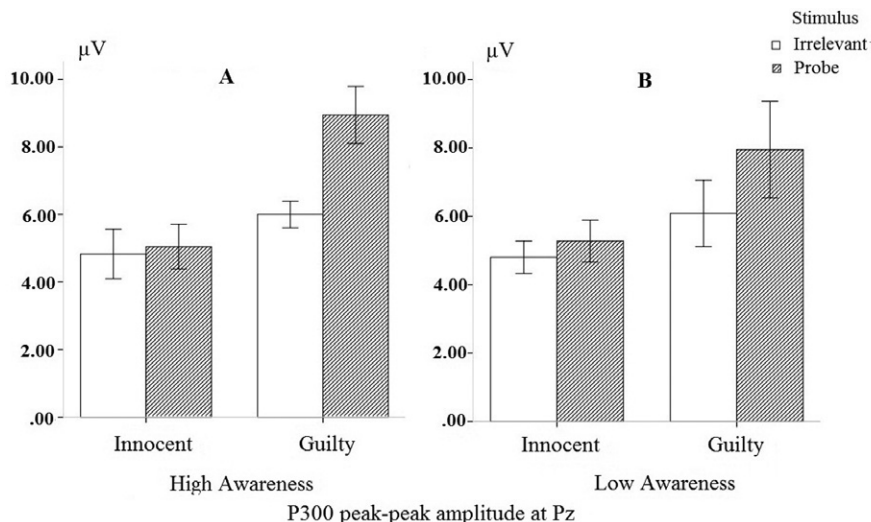 Stimulus
Irrelevant
Probe
µV
A
10.00
8.00
6.00
4.00
2.00
.00
Innocent
Guilty
High Awareness
µV
B
10.00
8.00
6.00
4.00
2.00
.00
Innocent
Guilty
Low Awareness
P300 peak-peak amplitude at Pz